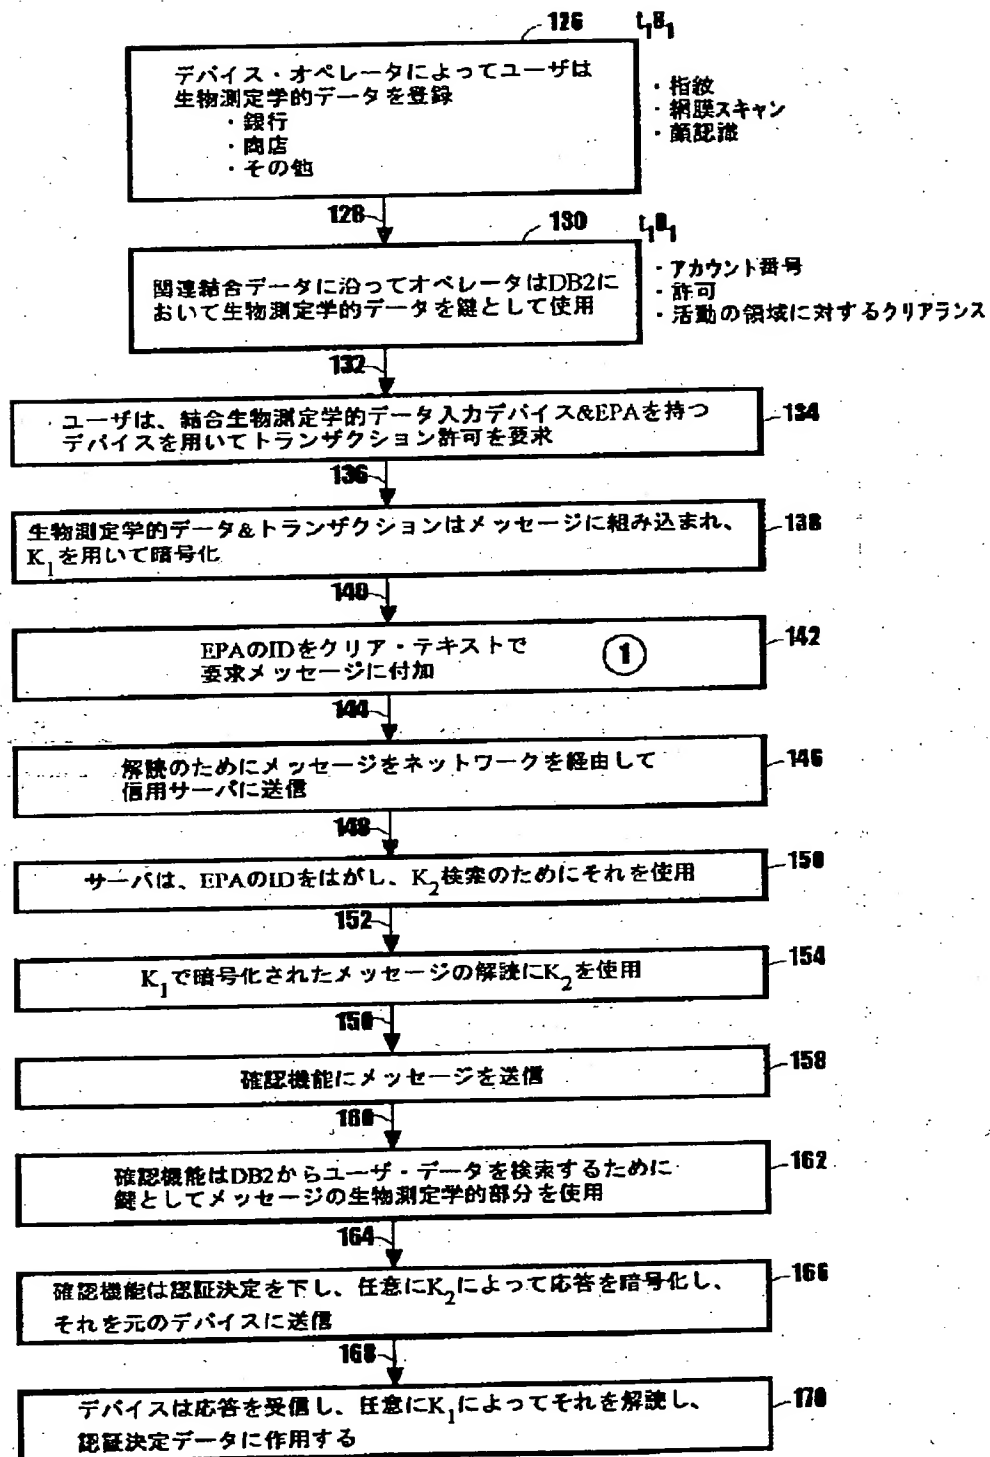 126
デバイス・オペレータによってユーザは
生物測定学的データを登録
・銀行
・商店
・その他
・指紋
・網膜スキャン
・顔認識
128
130
関連結合データに沿ってオペレータはDB2に
おいて生物測定学的データを鍵として使用
・アカウント番号
・許可
・活動の領域に対するクリアランス
132
ユーザは、結合生物測定学的データ入力デバイス&EPAを持つ
デバイスを用いてトランザクション許可を要求
134
136
生物測定学的データ&トランザクションはメッセージに組み込まれ、
K1を用いて暗号化
138
140
EPAのIDをクリア・テキストで
要求メッセージに付加
1
142
144
解読のためにメッセージをネットワークを経由して
信用サーバに送信
146
148
サーバは、EPAのIDをはがし、K2検索のためにそれを使用
150
152
K1で暗号化されたメッセージの解読にK2を使用
154
156
確認機能にメッセージを送信
158
160
確認機能はDB2からユーザ・データを検索するために
鍵としてメッセージの生物測定学的部分を使用
162
164
確認機能は認証決定を下し、任意にK2によって応答を暗号化し、
それを元のデバイスに送信
166
168
デバイスは応答を受信し、任意にK1によってそれを解読し、
認証決定データに作用する
170